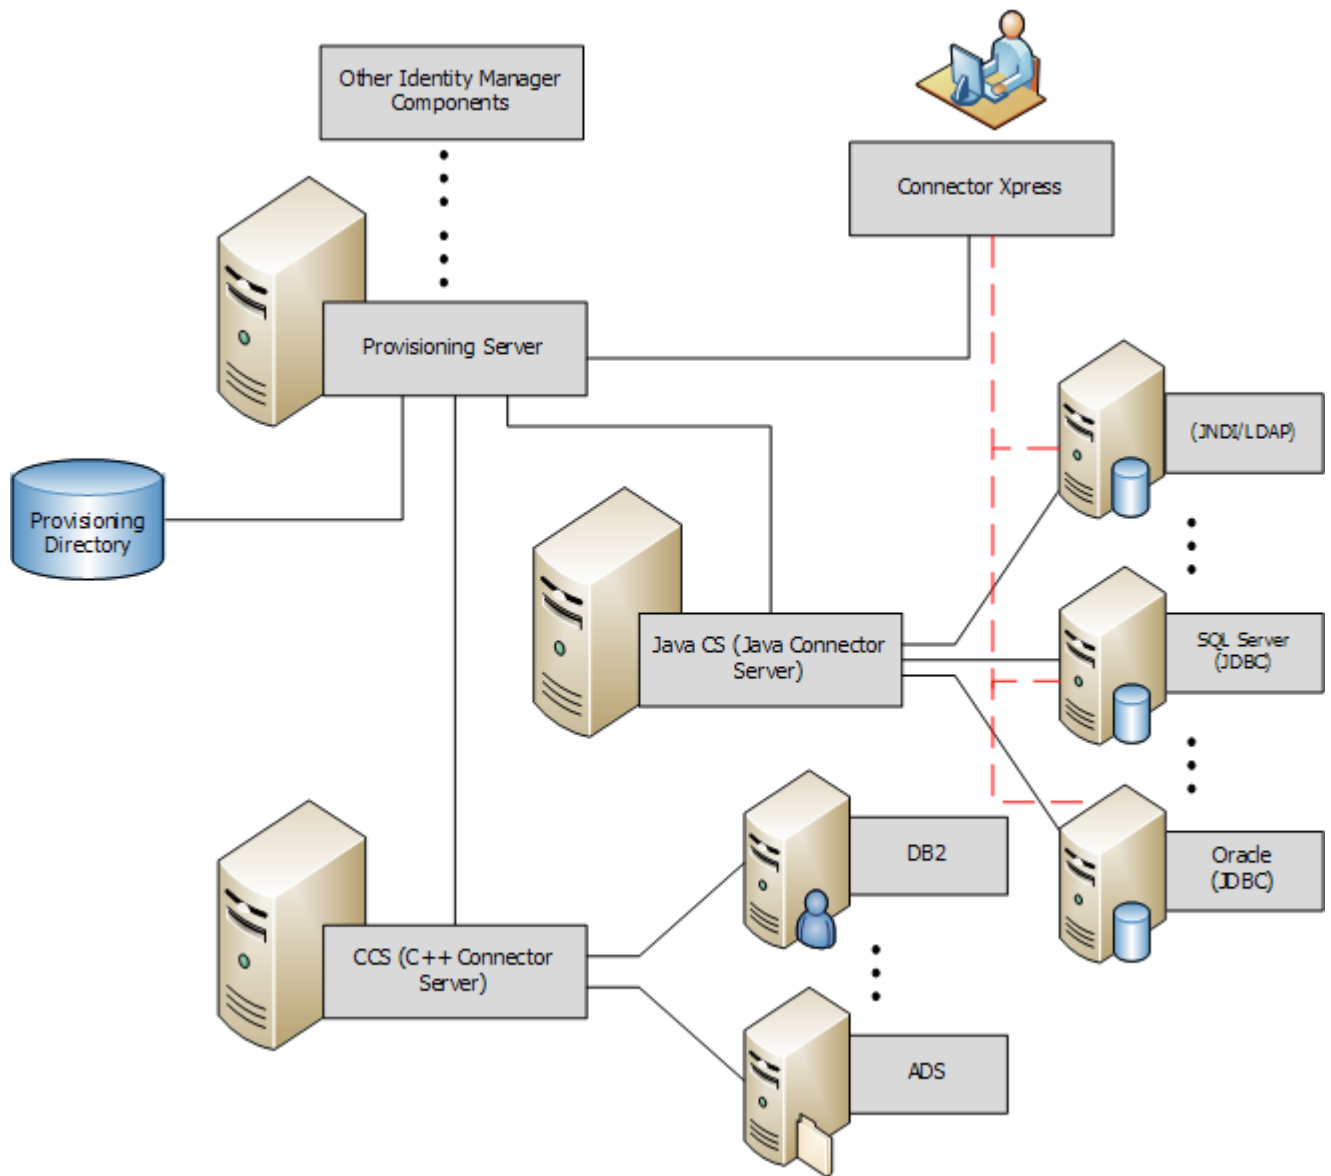 Other Identity Manager
Components
Connector Xpress
Provisioning Server
(JNDI/LDAP)
Provisioning
Directory
Java CS (Java Connector
Server)
SQL Server
(JDBC)
DB2
Oracle
(JDBC)
CCS (C++ Connector
Server)
ADS